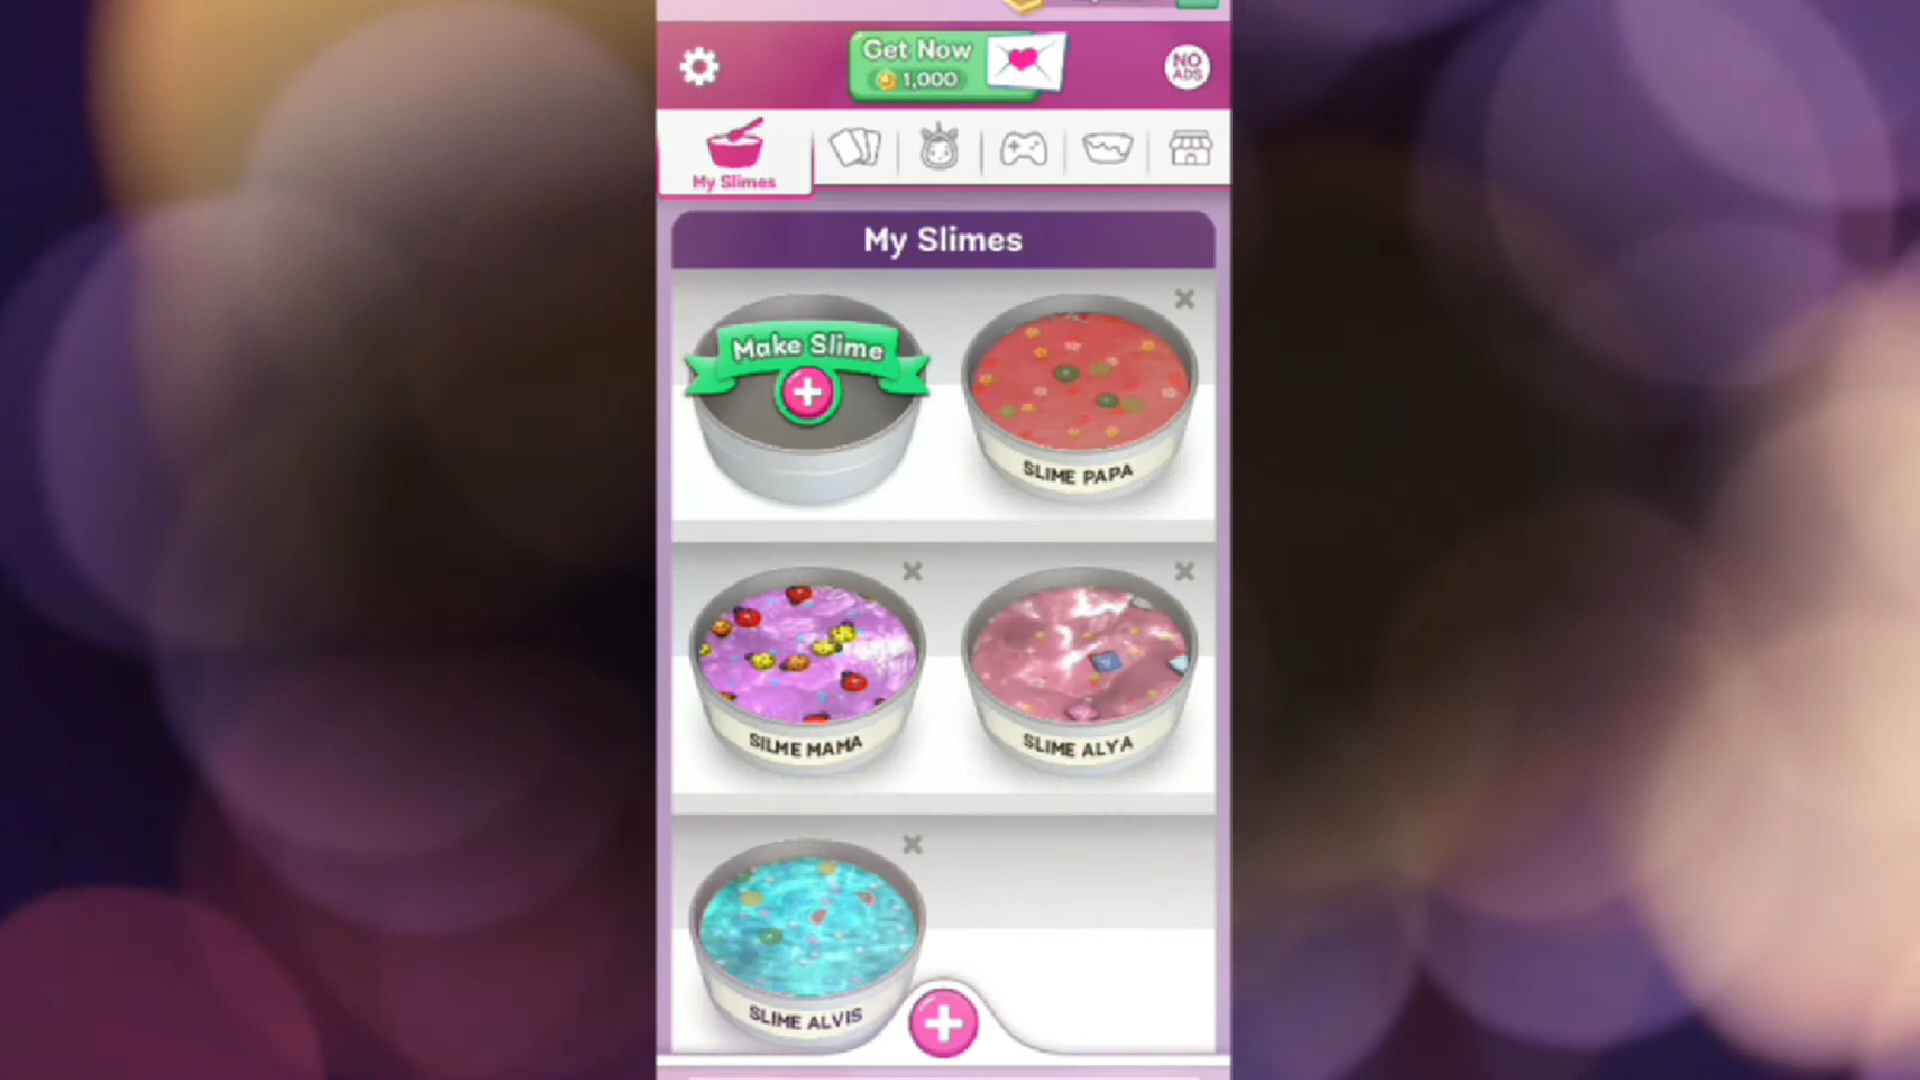 Get Now
1,000
NO
ADS
My Slimes
My Slimes
Make Slime
SLIME PAPA
SILME MAMA
SLIME ALYA
SLIME ALVIS